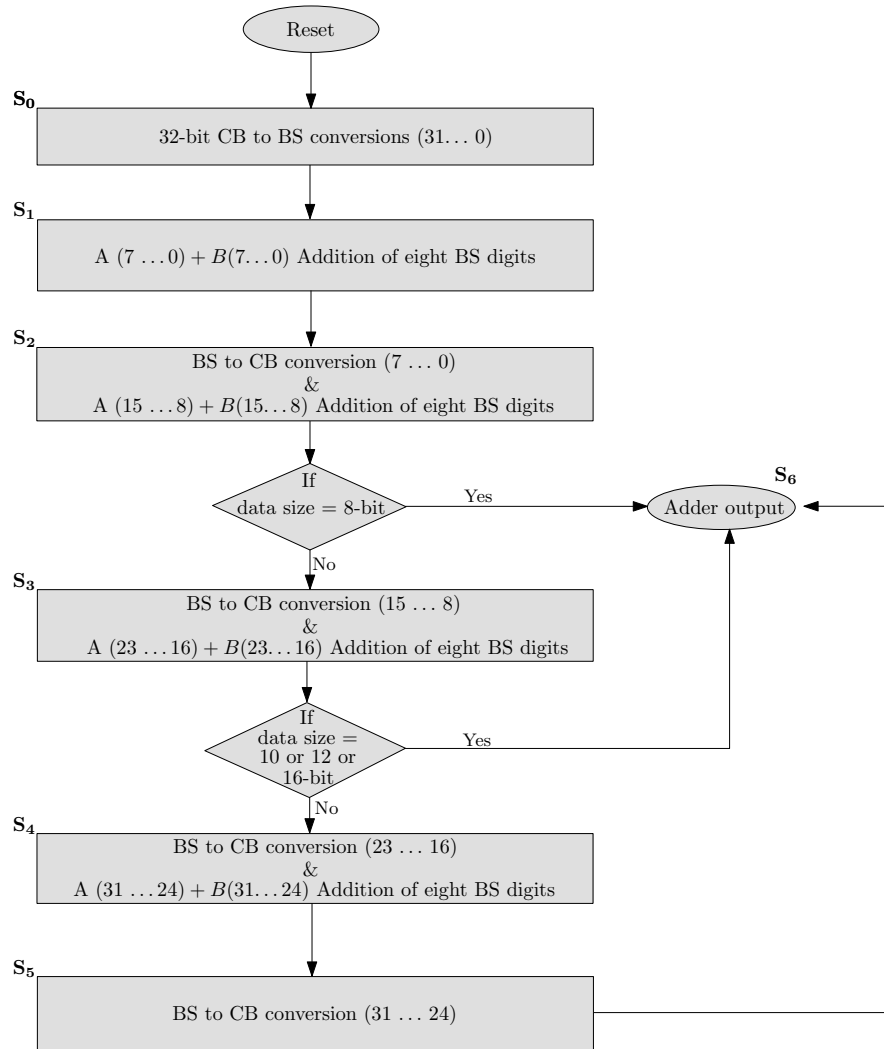 Reset
S0
32-bit CB to BS conversions (31... 0)
S1
A (7 ...0) + B(7...0) Addition of eight BS digits
S2
BS to CB conversion (7 ... 0)
&
A (15 ...8) + B(15...8) Addition of eight BS digits
If
data size = 8-bit
Yes
S6
Adder output
No
S3
BS to CB conversion (15 ... 8)
&
A (23 ...16) + B(23...16) Addition of eight BS digits
If
data size =
10 or 12 or
16-bit
Yes
No
S4
BS to CB conversion (23 ... 16)
&
A (31 ...24) + B(31...24) Addition of eight BS digits
S5
BS to CB conversion (31 ... 24)